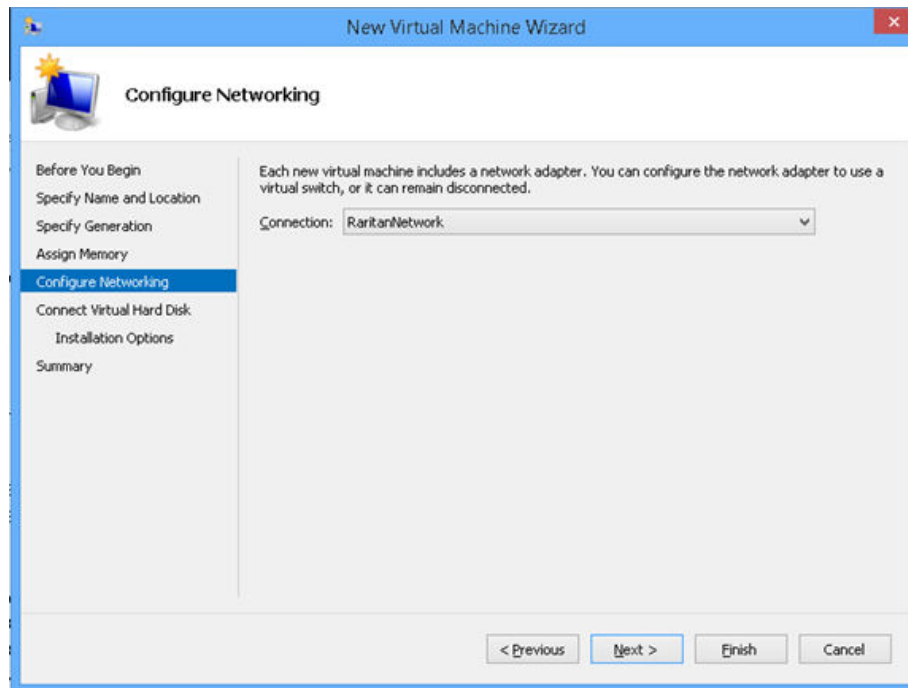 New Virtual Machine Wizard
Configure Networking
Before You Begin
Specify Name and Location
Specify Generation
Assign Memory
Configure Networking
Connect Virtual Hard Disk
Installation Options
Summary
Each new virtual machine includes a network adapter. You can configure the network adapter to use a
virtual switch, or it can remain disconnected.
Connection: RaritanNetwork
< Previous Next > Finish Cancel